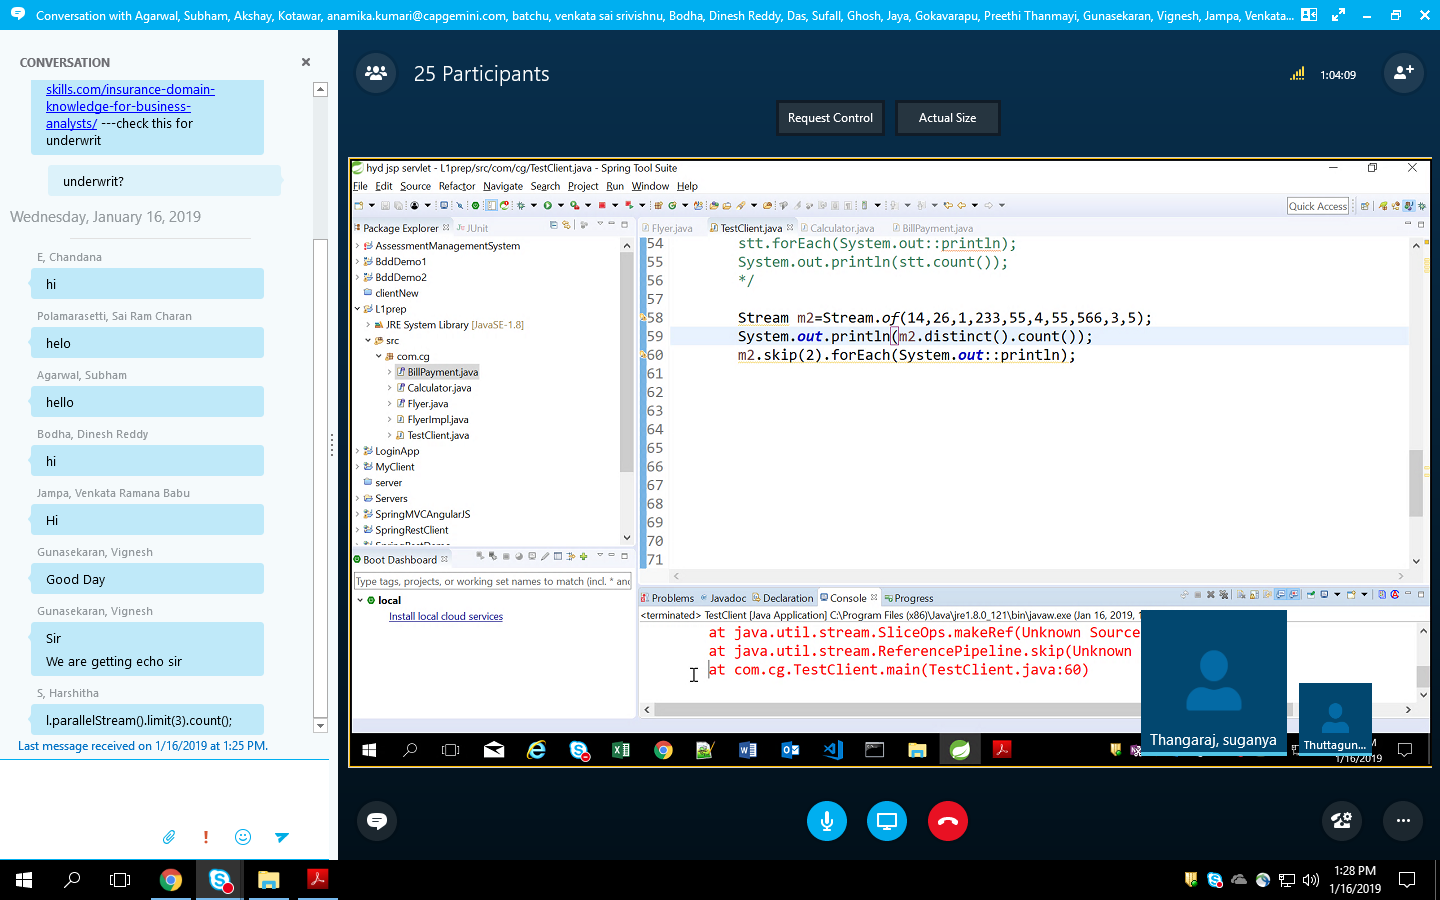 Conversation with Agarwal, Subham, Akshay, Kotawar, anamika.kumari@capgemini.com, batchu, venkata sai srivishnu, Bodha, Dinesh Reddy, Das, Sufall, Ghosh, Jaya, Gokavarapu, Preethi Thanmayi, Gunasekaran, Vignesh, Jampa, Venkata...
CONVERSATION
skills.com/insurance-domain-
knowledge-for-business-
analysts/ ---check this for
underwrit
underwrit?
Wednesday, January 16, 2019
E, Chandana
hi
Polamarasetti, Sai Ram Charan
helo
Agarwal, Subham
hello
Bodha, Dinesh Reddy
hi
Jampa, Venkata Ramana Babu
Hi
Gunasekaran, Vignesh
Good Day
Gunasekaran, Vignesh
Sir
We are getting echo sir
S, Harshitha
l.parallelStream().limit(3).count();
Last message received on 1/16/2019 at 1:25 PM.
25 Participants
1:04:09
Request Control
Actual Size
hyd jsp servlet - L1prep/src/com/cg/TestClient.java - Spring Tool Suite
File Edit Source Refactor Navigate Search Project Run Window Help
Quick Access
Package Explorer
JUnit
AssessmentManagementSystem
BddDemo1
BddDemo2
clientNew
L1prep
JRE System Library [JavaSE-1.8]
src
com.cg
BillPayment.java
Calculator.java
Flyer.java
FlyerImpl.java
TestClient.java
LoginApp
MyClient
server
Servers
SpringMVCAngularJS
SpringRestClient
Boot Dashboard
Type tags, projects, or working set names to match (incl. * and
local
Install local cloud services
Flyer.java TestClient.java Calculator.java BillPayment.java
54 stt.forEach(System.out::println);
55 System.out.println(stt.count());
56 */
57
58 Stream m2=Stream.of(14,26,1,233,55,4,55,566,3,5);
59 System.out.println(m2.distinct().count());
60 m2.skip(2).forEach(System.out::println);
61
62
63
64
65
66
67
68
69
70
71
Problems Javadoc Declaration Console Progress
<terminated> TestClient [Java Application] C:\Program Files (x86)\Java\jre1.8.0_121\bin\javaw.exe (Jan 16, 2019,
at java.util.stream.SliceOps.makeRef(Unknown Source
at java.util.stream.ReferencePipeline.skip(Unknown
at com.cg.TestClient.main(TestClient.java:60)
Thangaraj, suganya
Thuttagun...
1/16/2019
1:28 PM
1/16/2019